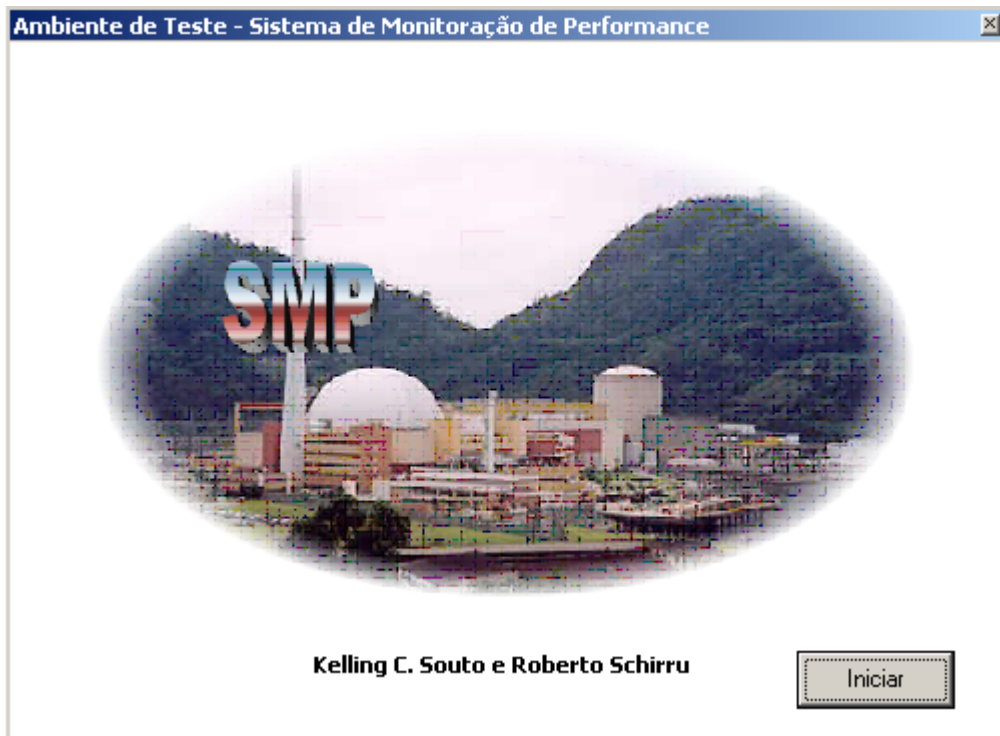 Ambiente de Teste - Sistema de Monitoração de Performance
SMP
Kelling C. Souto e Roberto Schirru
Iniciar